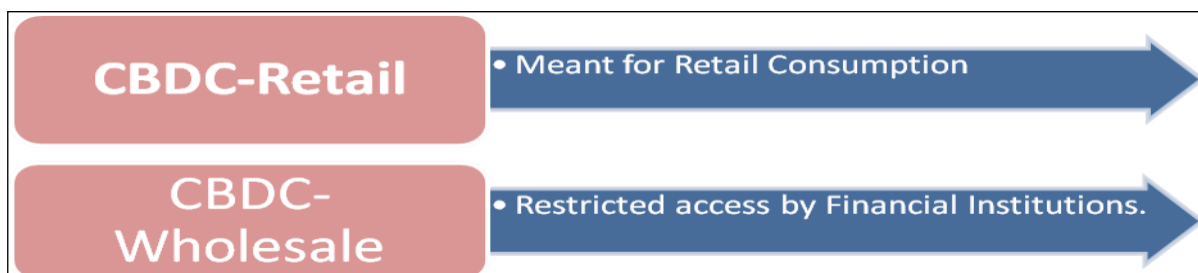 CBDC-Retail
• Meant for Retail Consumption
CBDC-
Wholesale
• Restricted access by Financial Institutions.